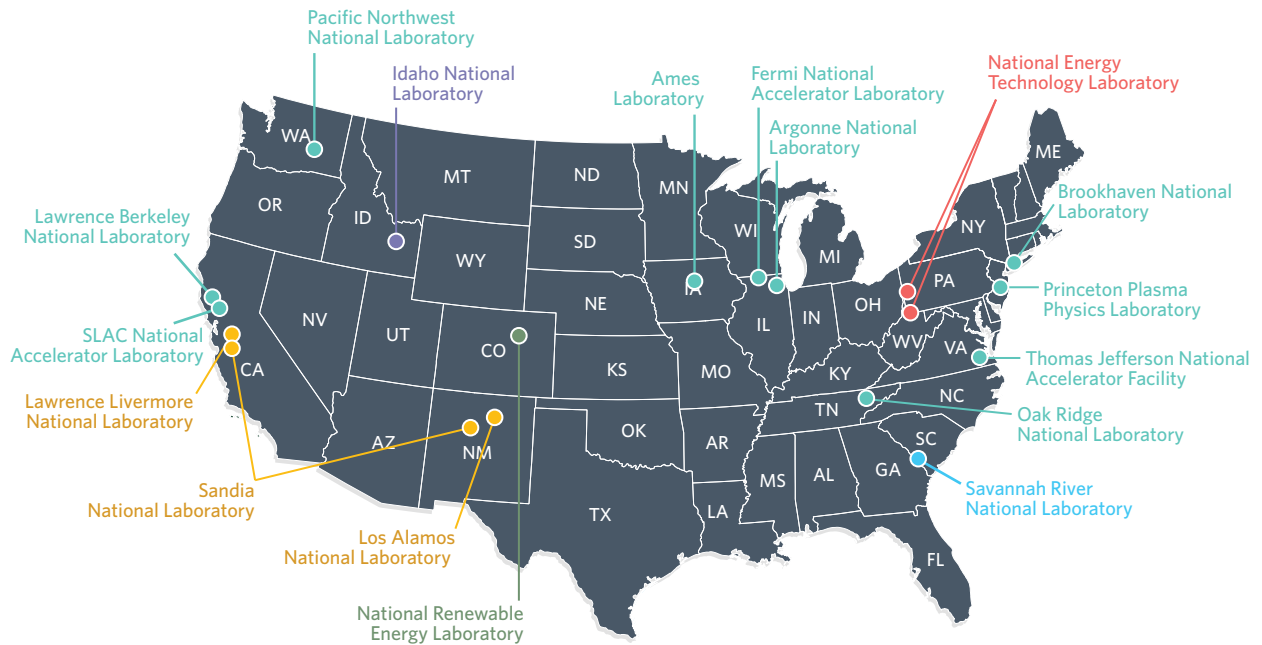 Pacific Northwest
National Laboratory
Idaho National
Laboratory
Ames
Laboratory
Fermi National
Accelerator Laboratory
Argonne National
Laboratory
National Energy
Technology Laboratory
Brookhaven National
Laboratory
Princeton Plasma
Physics Laboratory
Thomas Jefferson National
Accelerator Facility
Oak Ridge
National Laboratory
Savannah River
National Laboratory
Lawrence Berkeley
National Laboratory
SLAC National
Accelerator Laboratory
Lawrence Livermore
National Laboratory
Sandia
National Laboratory
Los Alamos
National Laboratory
National Renewable
Energy Laboratory
WA
OR
ID
MT
ND
MN
WI
MI
ME
NY
PA
SD
WY
NE
IA
IL
IN
OH
NV
UT
CO
KS
MO
KY
WV
VA
CA
AZ
NM
OK
AR
TN
NC
SC
TX
LA
MS
AL
GA
FL